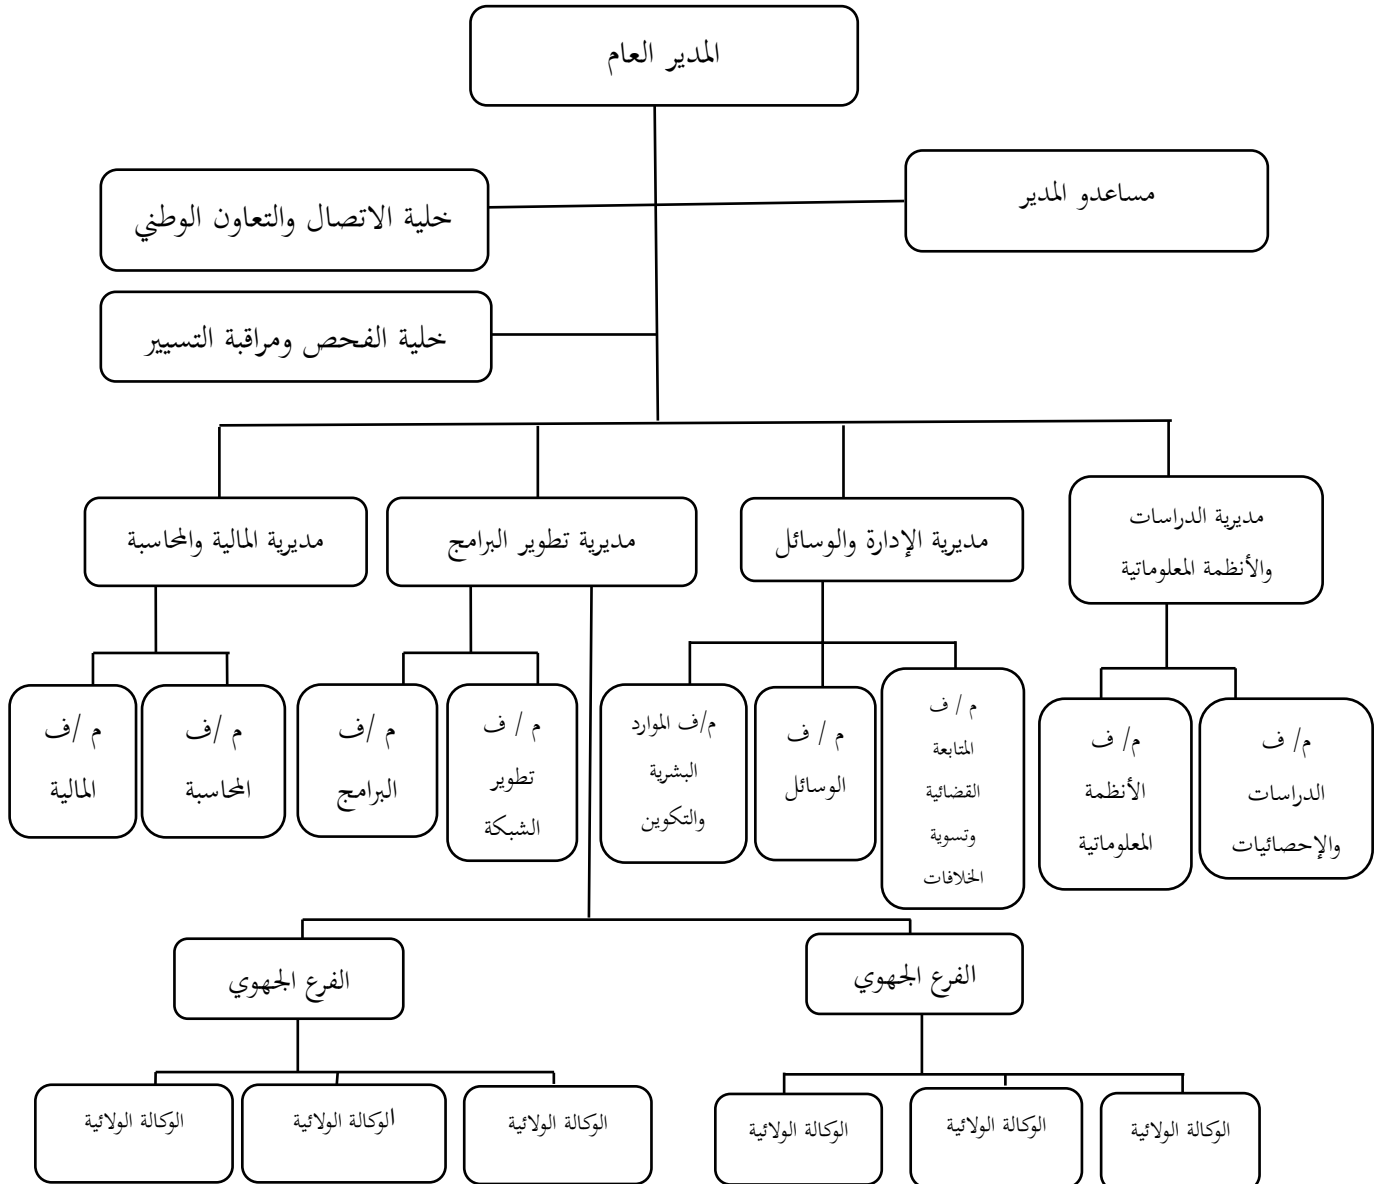 المدير العام
مساعدو المدير
خلية الاتصال والتعاون الوطني
خلية الفحص ومراقبة التسيير
مديرية الدراسات
والأنظمة المعلوماتية
مديرية الإدارة والوسائل
مديرية تطوير البرامج
مديرية المالية والمحاسبة
م/ ف
الدراسات
والإحصائيات
م/ ف
الأنظمة
المعلوماتية
م / ف
المتابعة
القضائية
وتسوية
الخلافات
م / ف
الوسائل
م/ف الموارد
البشرية
والتكوين
م / ف
تطوير
الشبكة
م /ف
البرامج
م /ف
المحاسبة
م /ف
المالية
الفرع الجهوي
الفرع الجهوي
الوكالة الولائية
الوكالة الولائية
الوكالة الولائية
الوكالة الولائية
الوكالة الولائية
الوكالة الولائية